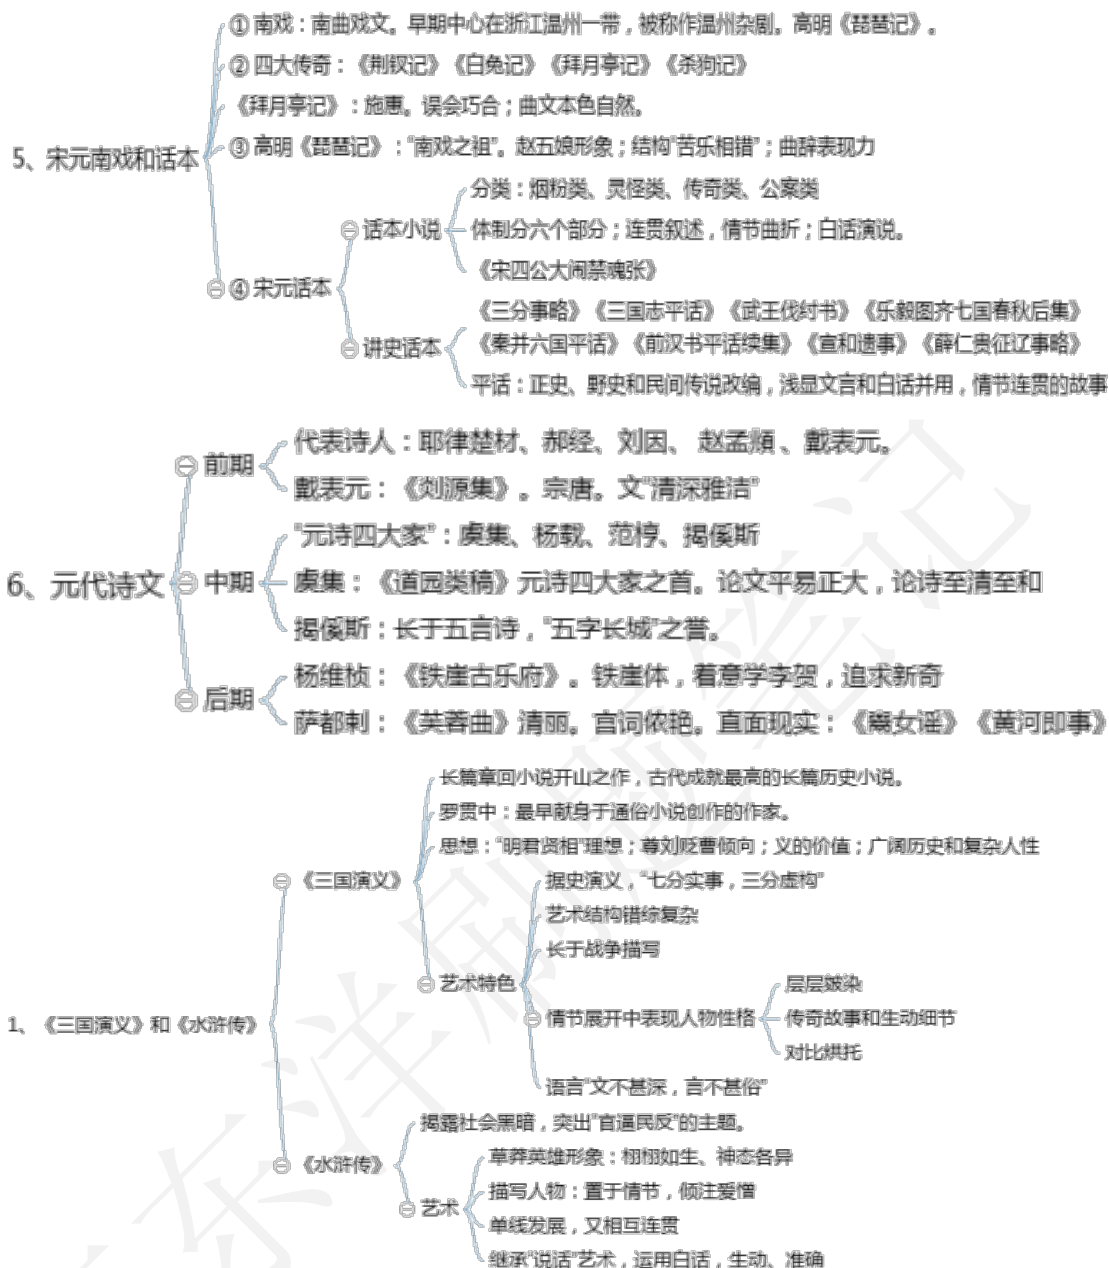 ① 南戏：南曲戏文。早期中心在浙江温州一带，被称作温州杂剧。高明《琵琶记》。
② 四大传奇：《荆钗记》《白兔记》《拜月亭记》《杀狗记》
《拜月亭记》：施惠。误会巧合；曲文本色自然。
5、宋元南戏和话本
③ 高明《琵琶记》："南戏之祖"。赵五娘形象；结构"苦乐相错"；曲辞表现力
分类：烟粉类、灵怪类、传奇类、公案类
话本小说
体制分六个部分；连贯叙述，情节曲折；白话演说。
《宋四公大闹禁魂张》
④ 宋元话本
《三分事略》《三国志平话》《武王伐纣书》《乐毅图齐七国春秋后集》
讲史话本
《秦并六国平话》《前汉书平话续集》《宣和遗事》《薛仁贵征辽事略》
平话：正史、野史和民间传说改编，浅显文言和白话并用，情节连贯的故事
代表诗人：耶律楚材、郝经、刘因、 赵孟頫 、戴表元。
前期
戴表元：《剡源集》。宗唐。文"清深雅洁"
"元诗四大家"：虞集、杨载、范梈、揭傒斯
6、元代诗文
中期
虞集：《道园类稿》元诗四大家之首。论文平易正大，论诗至清至和
揭傒斯：长于五言诗，"五字长城"之誉。
杨维桢：《铁崖古乐府》。铁崖体，着意学李贺，追求新奇
后期
萨都剌：《芙蓉曲》清丽。宫词侬艳。直面现实：《鬻女谣》《黄河即事》
长篇章回小说开山之作，古代成就最高的长篇历史小说。
罗贯中：最早献身于通俗小说创作的作家。
思想："明君贤相"理想；尊刘贬曹倾向；义的价值；广阔历史和复杂人性
《三国演义》
据史演义，"七分实事，三分虚构"
艺术结构错综复杂
长于战争描写
艺术特色
层层皴染
情节展开中表现人物性格
传奇故事和生动细节
对比烘托
1、《三国演义》和《水浒传》
语言"文不甚深，言不甚俗"
揭露社会黑暗，突出"官逼民反"的主题。
《水浒传》
草莽英雄形象：栩栩如生、神态各异
描写人物：置于情节，倾注爱憎
艺术
单线发展，又相互连贯
继承"说话"艺术，运用白话，生动、准确
东洋刷题笔记